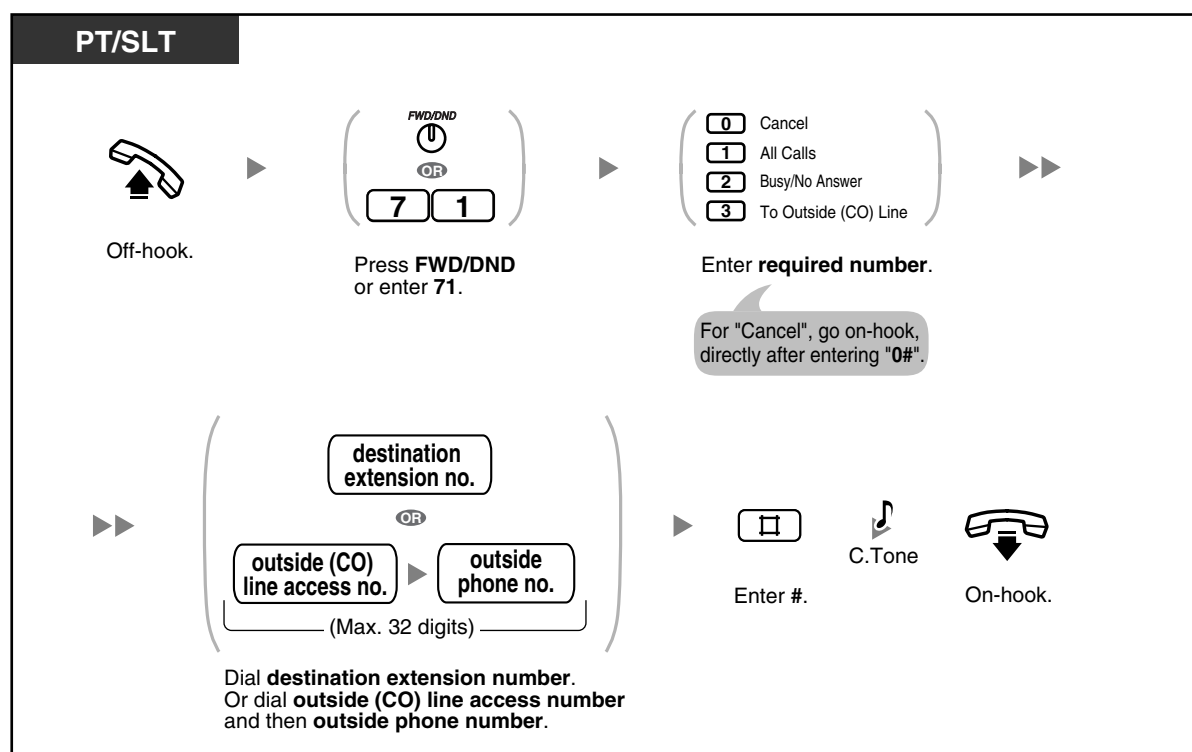 PT/SLT
FWD/DND
OR
7 1
0 Cancel
1 All Calls
2 Busy/No Answer
3 To Outside (CO) Line
Off-hook.
Press FWD/DND
or enter 71.
Enter required number.
For "Cancel", go on-hook,
directly after entering "0#".
destination
extension no.
OR
outside (CO)
line access no.
outside
phone no.
(Max. 32 digits)
Dial destination extension number.
Or dial outside (CO) line access number
and then outside phone number.
#
Enter #.
C.Tone
On-hook.